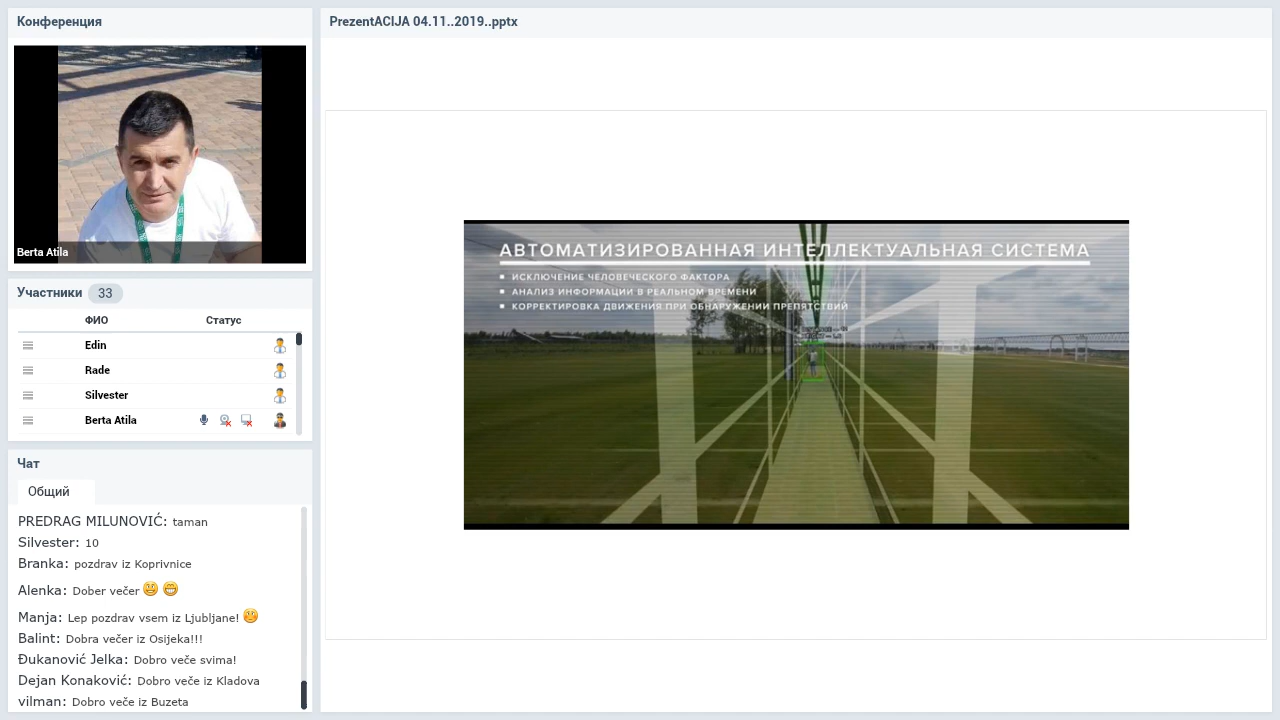 Конференция
Berta Atila
Участники 33
ФИО Статус
Edin
Rade
Silvester
Berta Atila
Чат
Общий
PREDRAG MILUNOVIĆ: taman
Silvester: 10
Branka: pozdrav iz Koprivnice
Alenka: Dober večer
Manja: Lep pozdrav vsem iz Ljubljane!
Balint: Dobra večer iz Osijeka!!!
Đukanović Jelka: Dobro veče svima!
Dejan Konaković: Dobro veče iz Kladova
vilman: Dobro veče iz Buzeta
PrezentACIJA 04.11..2019..pptx
АВТОМАТИЗИРОВАННАЯ ИНТЕЛЛЕКТУАЛЬНАЯ СИСТЕМА
ИСКЛЮЧЕНИЕ ЧЕЛОВЕЧЕСКОГО ФАКТОРА
АНАЛИЗ ИНФОРМАЦИИ В РЕАЛЬНОМ ВРЕМЕНИ
КОРРЕКТИРОВКА ДВИЖЕНИЯ ПРИ ОБНАРУЖЕНИИ ПРЕПЯТСТВИЙ